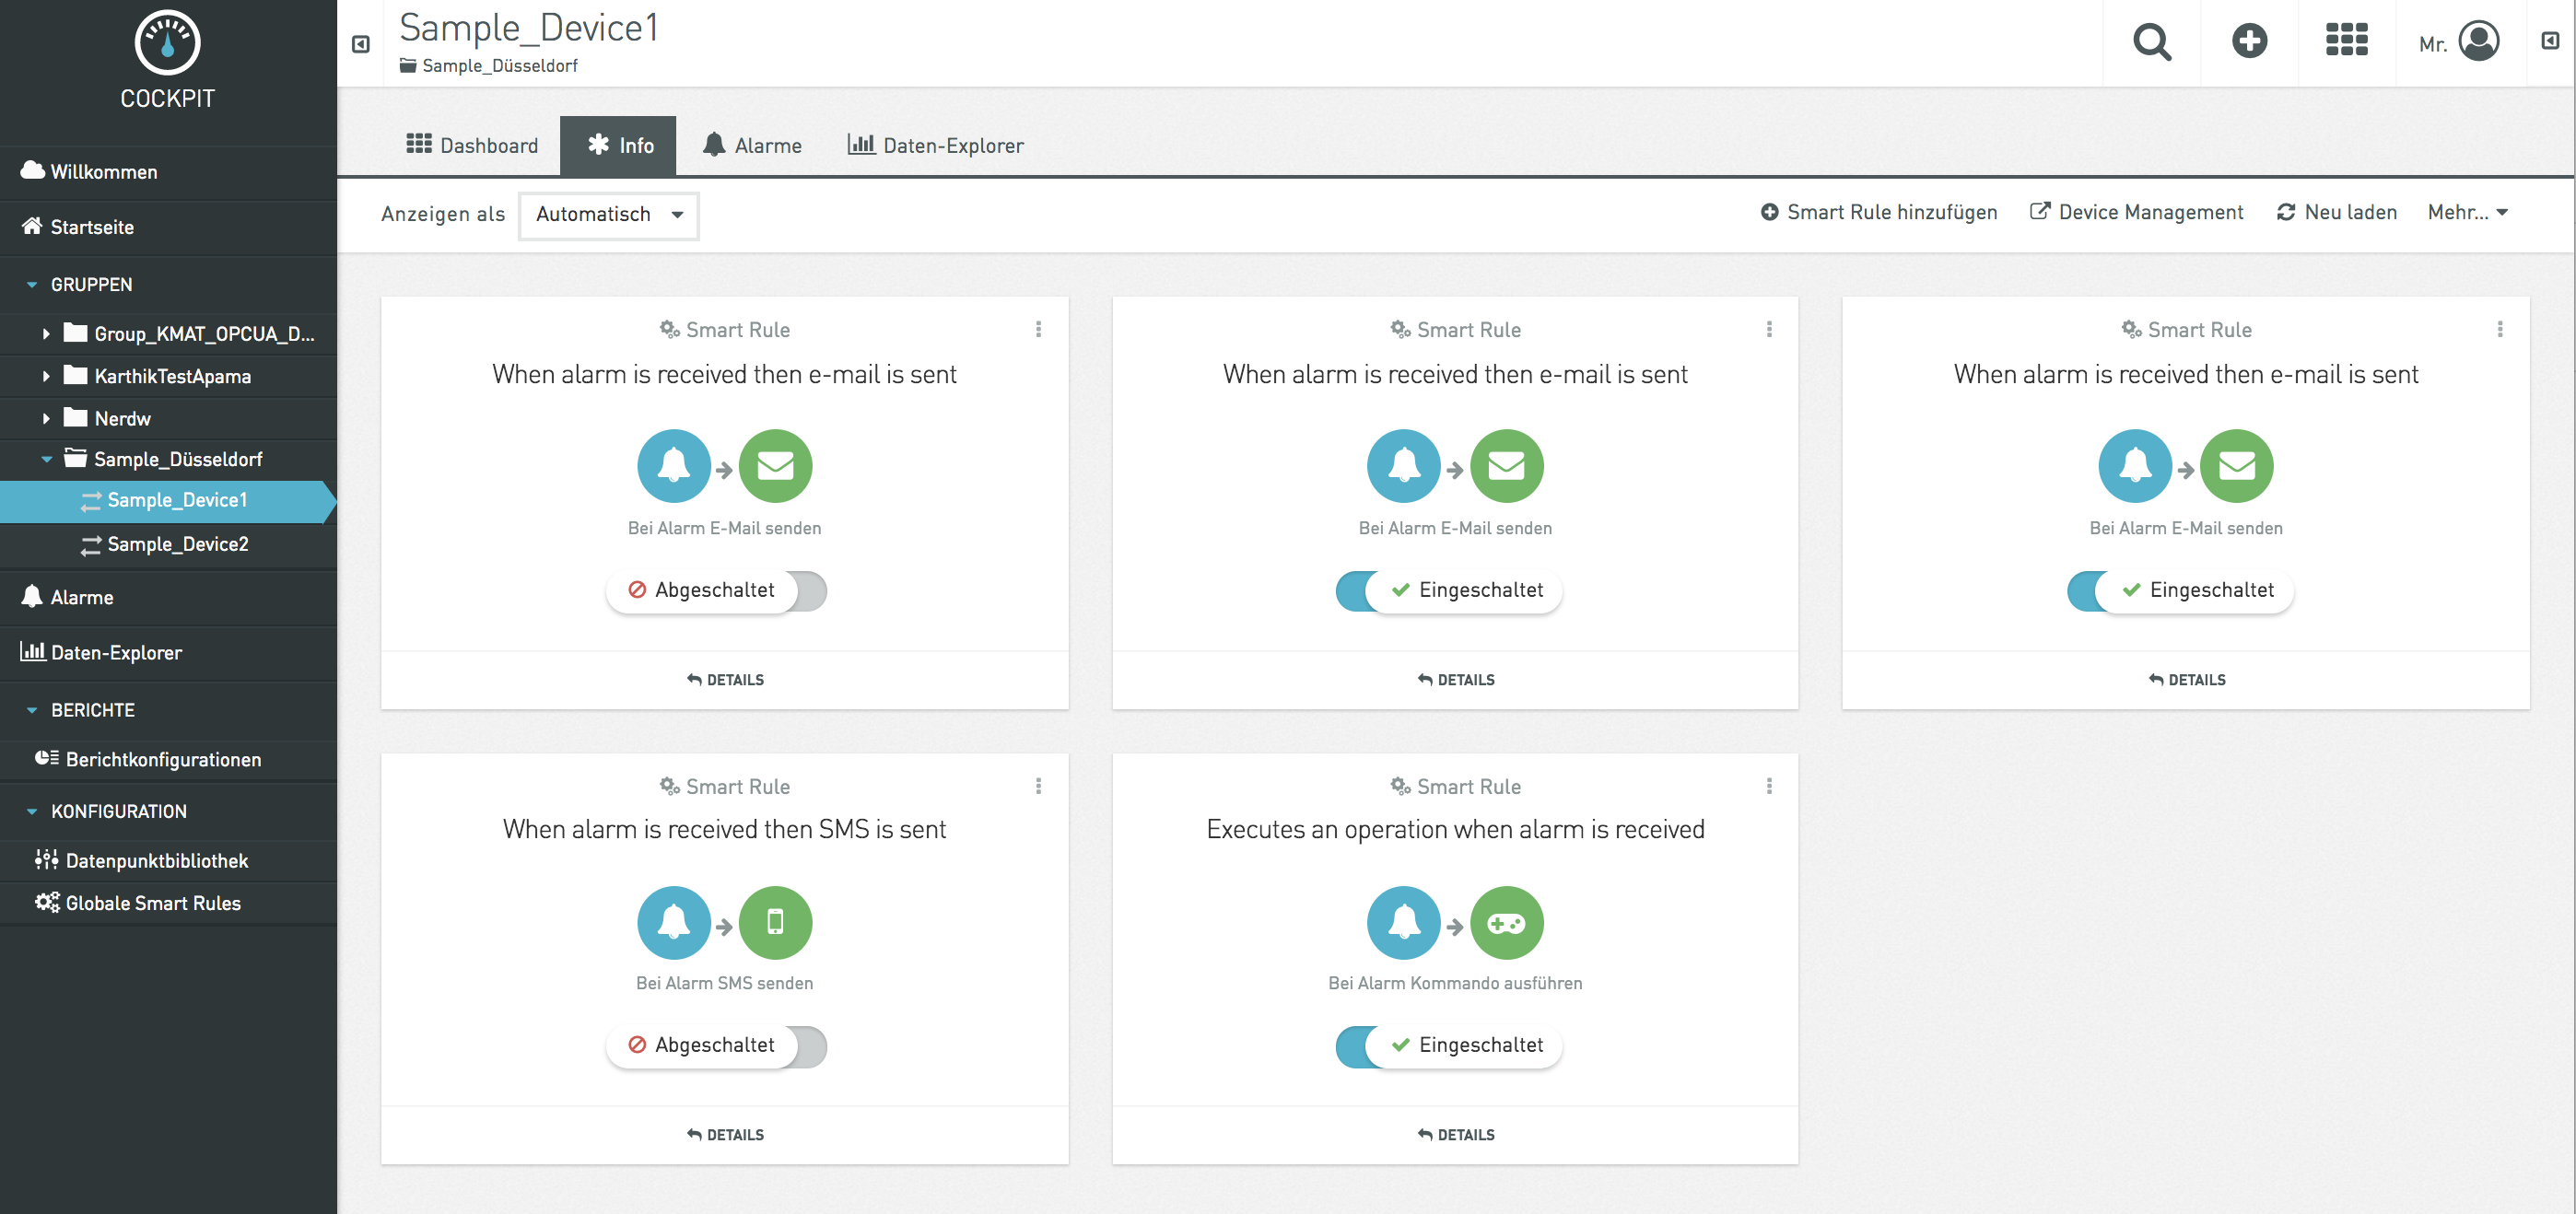 COCKPIT
Willkommen
Startseite
GRUPPEN
Group_KMAT_OPCUA_D...
KarthikTestApama
Nerdw
Sample_Düsseldorf
Sample_Device1
Sample_Device2
Alarme
Daten-Explorer
BERICHTE
Berichtkonfigurationen
KONFIGURATION
Datenpunktbibliothek
Globale Smart Rules
Sample_Device1
Sample_Düsseldorf
Mr.
Dashboard Info Alarme Daten-Explorer
Anzeigen als Automatisch Smart Rule hinzufügen Device Management Neu laden Mehr...
Smart Rule
When alarm is received then e-mail is sent
Bei Alarm E-Mail senden
Abgeschaltet
DETAILS
Smart Rule
When alarm is received then e-mail is sent
Bei Alarm E-Mail senden
Eingeschaltet
DETAILS
Smart Rule
When alarm is received then e-mail is sent
Bei Alarm E-Mail senden
Eingeschaltet
DETAILS
Smart Rule
When alarm is received then SMS is sent
Bei Alarm SMS senden
Abgeschaltet
DETAILS
Smart Rule
Executes an operation when alarm is received
Bei Alarm Kommando ausführen
Eingeschaltet
DETAILS